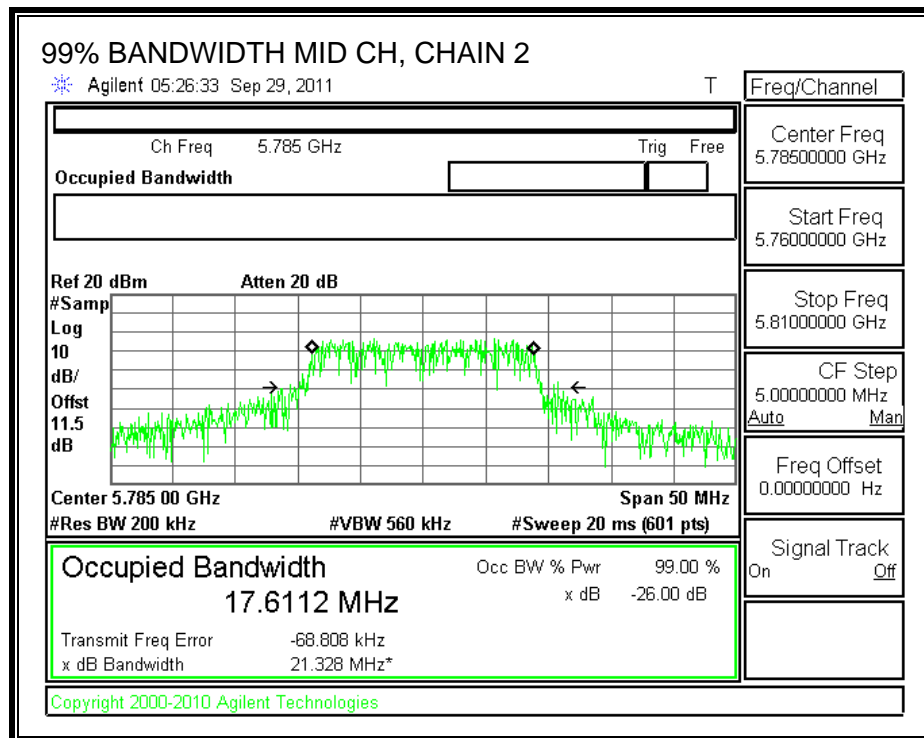 99% BANDWIDTH MID CH, CHAIN 2
Agilent 05:26:33 Sep 29, 2011 T
Ch Freq 5.785 GHz Trig Free
Occupied Bandwidth
Ref 20 dBm Atten 20 dB
#Samp
Log
10
dB/
Offst
11.5
dB
Center 5.785 00 GHz Span 50 MHz
#Res BW 200 kHz #VBW 560 kHz #Sweep 20 ms (601 pts)
Occupied Bandwidth Occ BW % Pwr 99.00 %
17.6112 MHz x dB -26.00 dB
Transmit Freq Error -68.808 kHz
x dB Bandwidth 21.328 MHz*
Copyright 2000-2010 Agilent Technologies
Freq/Channel
Center Freq
5.78500000 GHz
Start Freq
5.76000000 GHz
Stop Freq
5.81000000 GHz
CF Step
5.00000000 MHz
Auto Man
Freq Offset
0.00000000 Hz
Signal Track
On Off